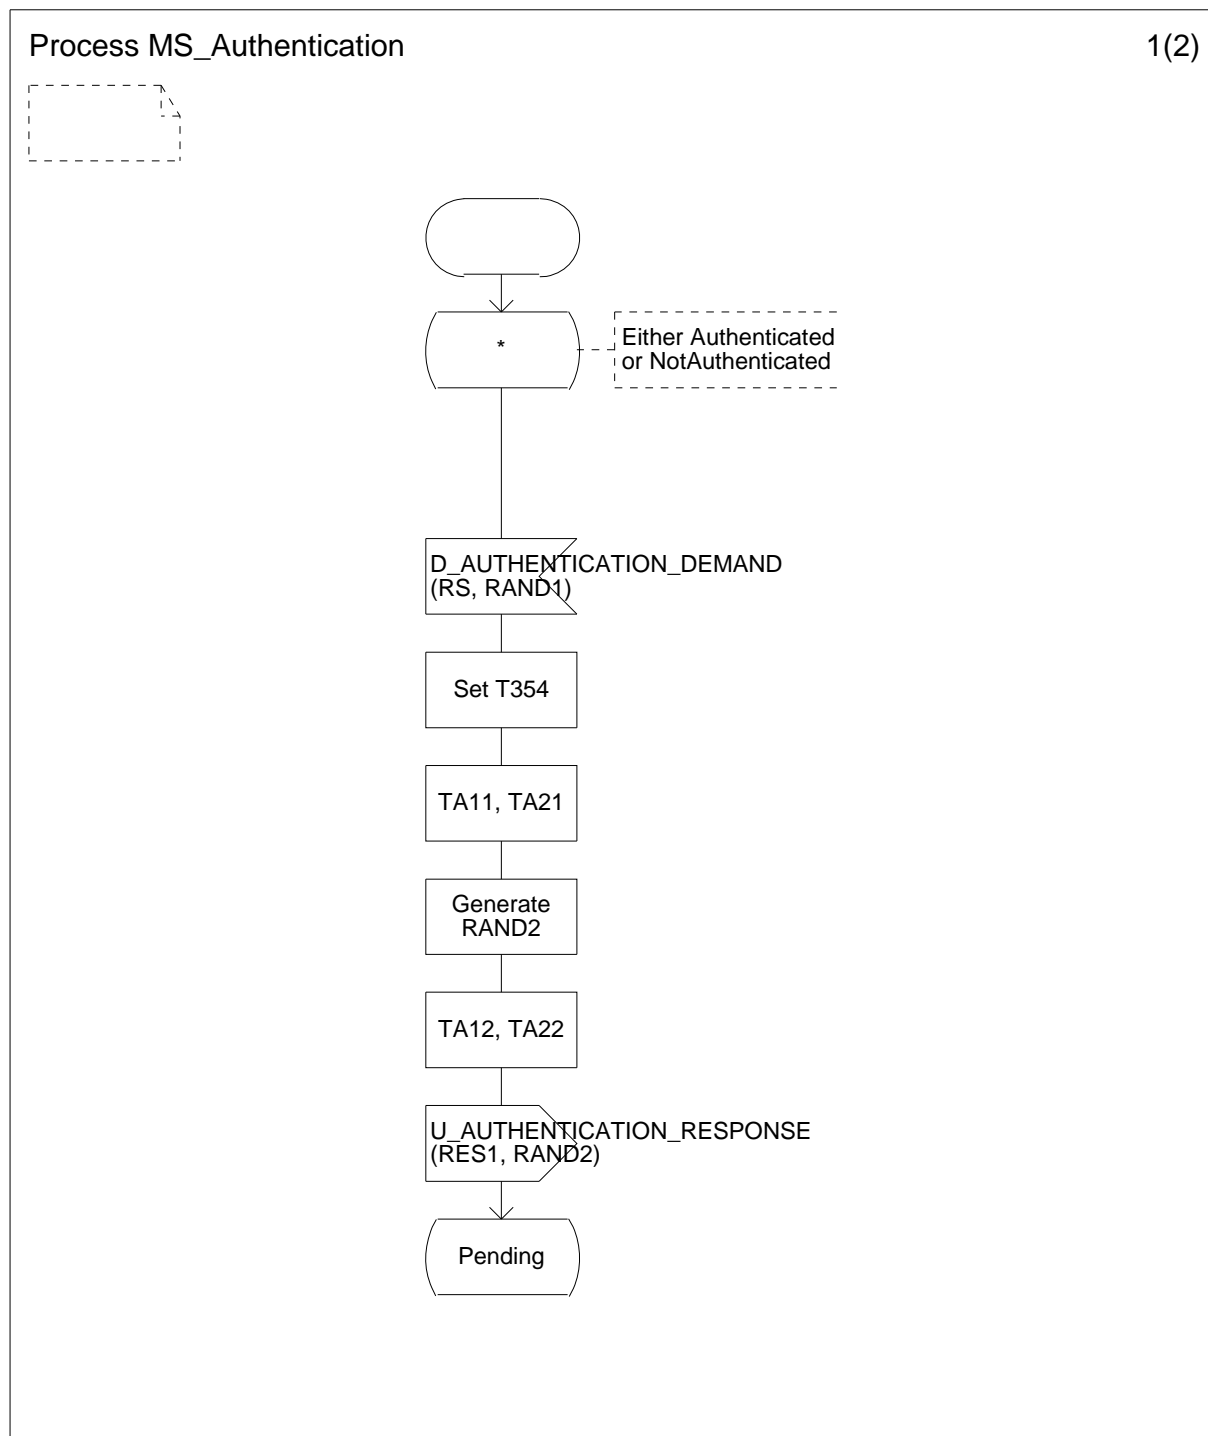 Process MS_Authentication
1(2)
*
Either Authenticated
or NotAuthenticated
D_AUTHENTICATION_DEMAND
(RS, RAND1)
Set T354
TA11, TA21
Generate
RAND2
TA12, TA22
U_AUTHENTICATION_RESPONSE
(RES1, RAND2)
Pending